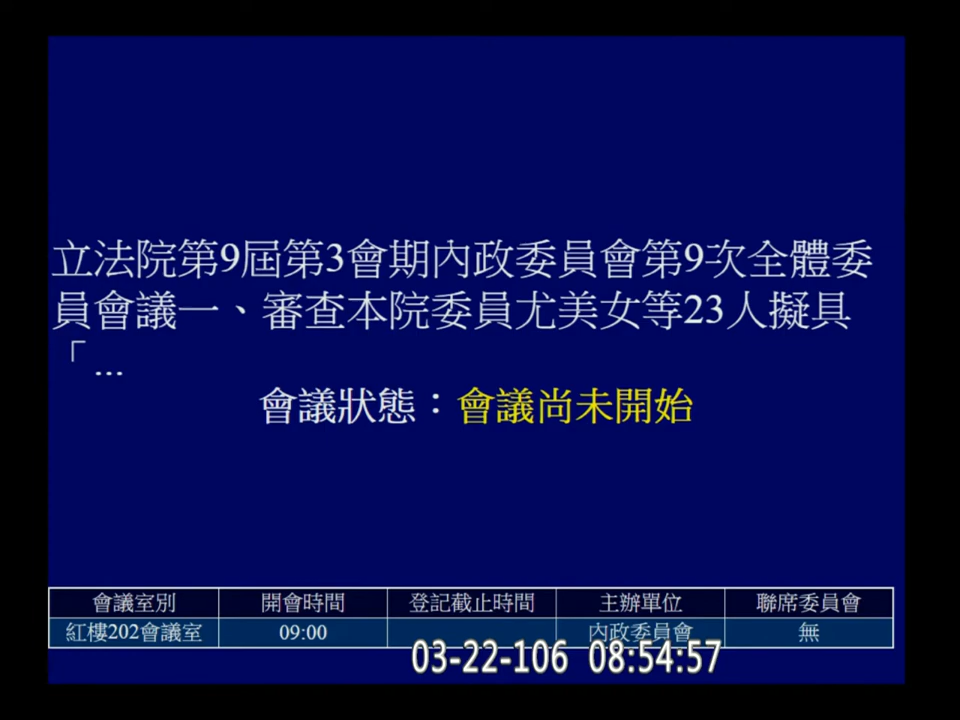 立法院第9屆第3會期內政委員會第9次全體委
員會議一、審查本院委員尤美女等23人擬具
「...
會議狀態：會議尚未開始
會議室別 開會時間 登記截止時間 主辦單位 聯席委員會
紅樓202會議室 09:00 內政委員會 無
03-22-106 08:54:57